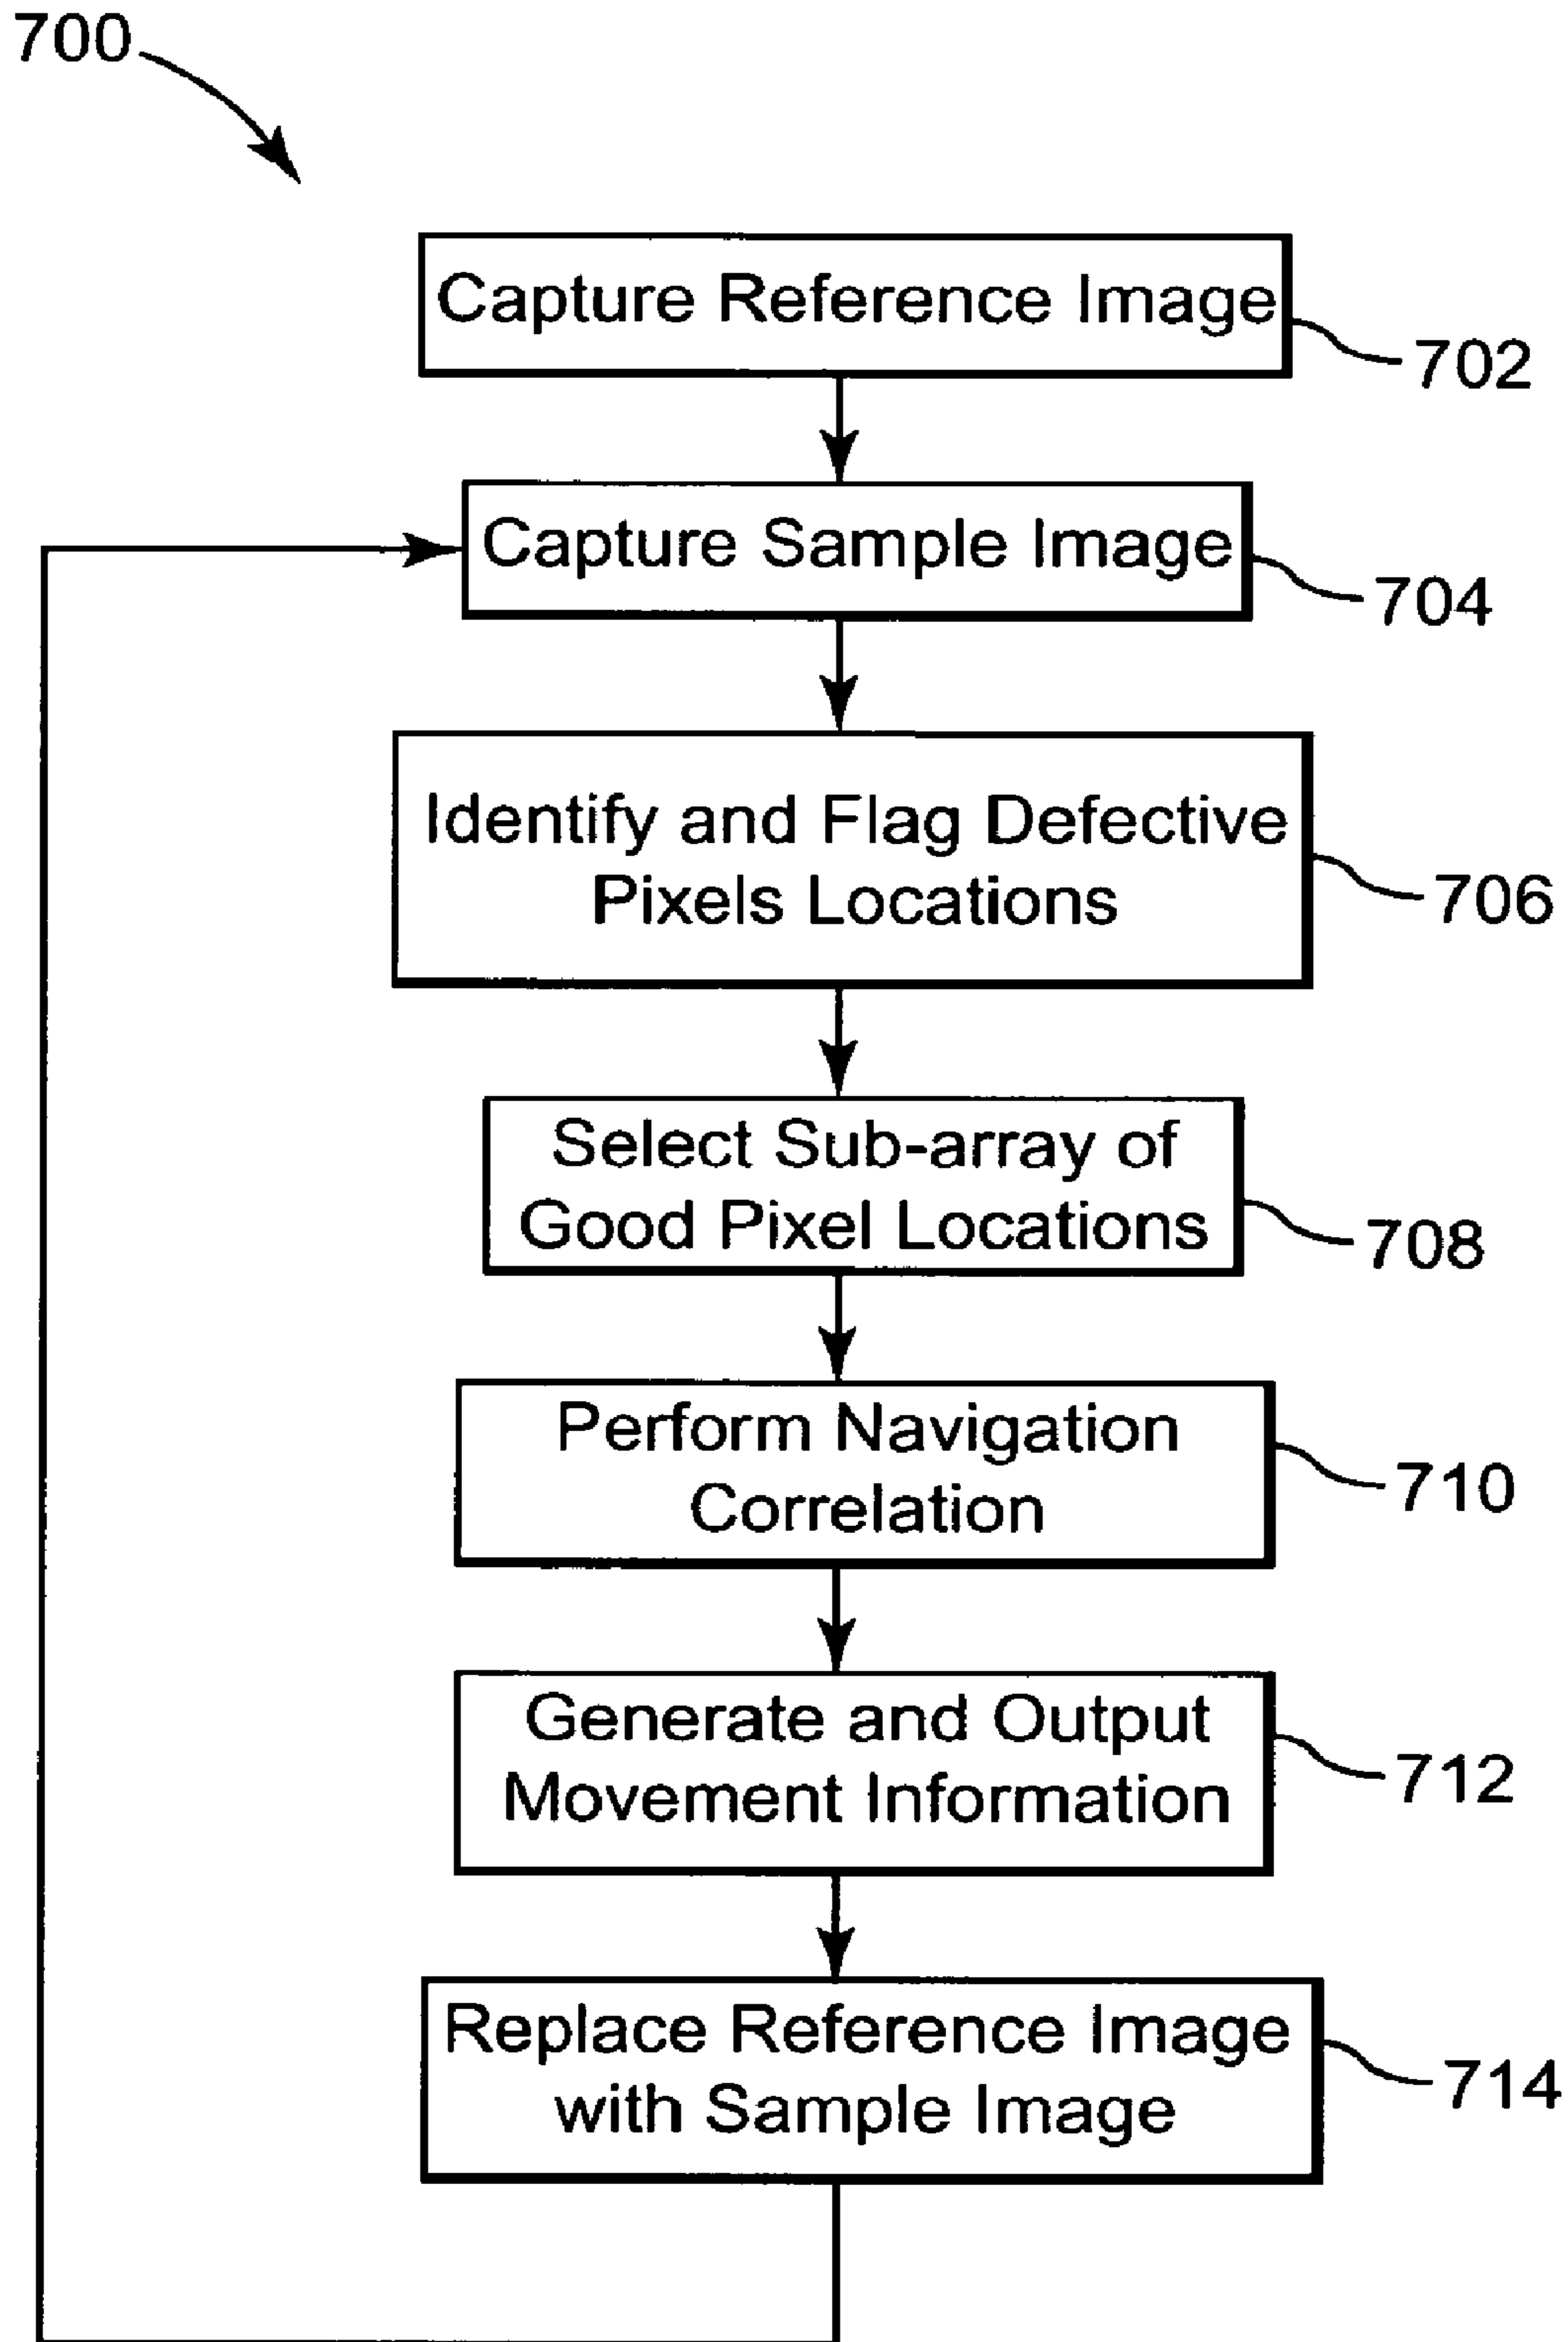 700
Capture Reference Image
702
Capture Sample Image
704
Identify and Flag Defective
Pixels Locations
706
Select Sub-array of
Good Pixel Locations
708
Perform Navigation
Correlation
710
Generate and Output
Movement Information
712
Replace Reference Image
with Sample Image
714